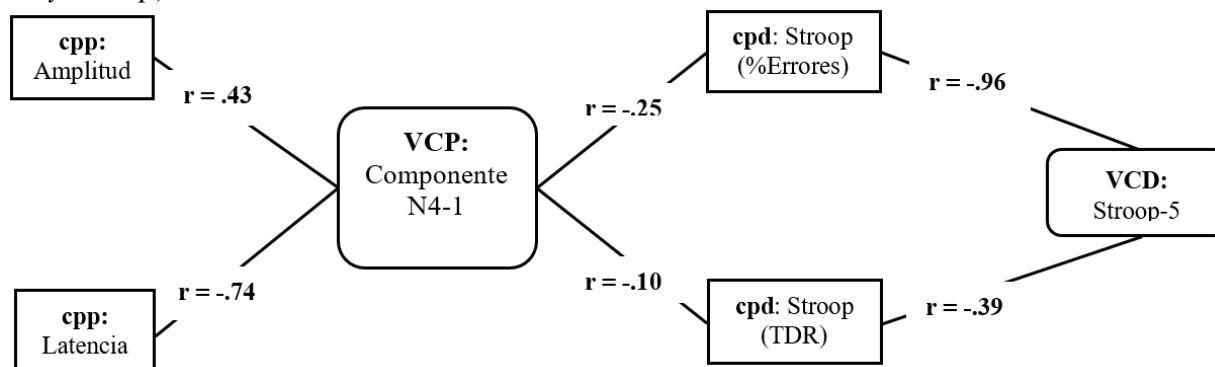 cpp:
Amplitud
r = .43
cpp:
Latencia
r = -.74
VCP:
Componente
N4-1
r = -.25
r = -.10
cpd: Stroop
(%Errores)
cpd: Stroop
(TDR)
r = -.96
r = -.39
VCD:
Stroop-5